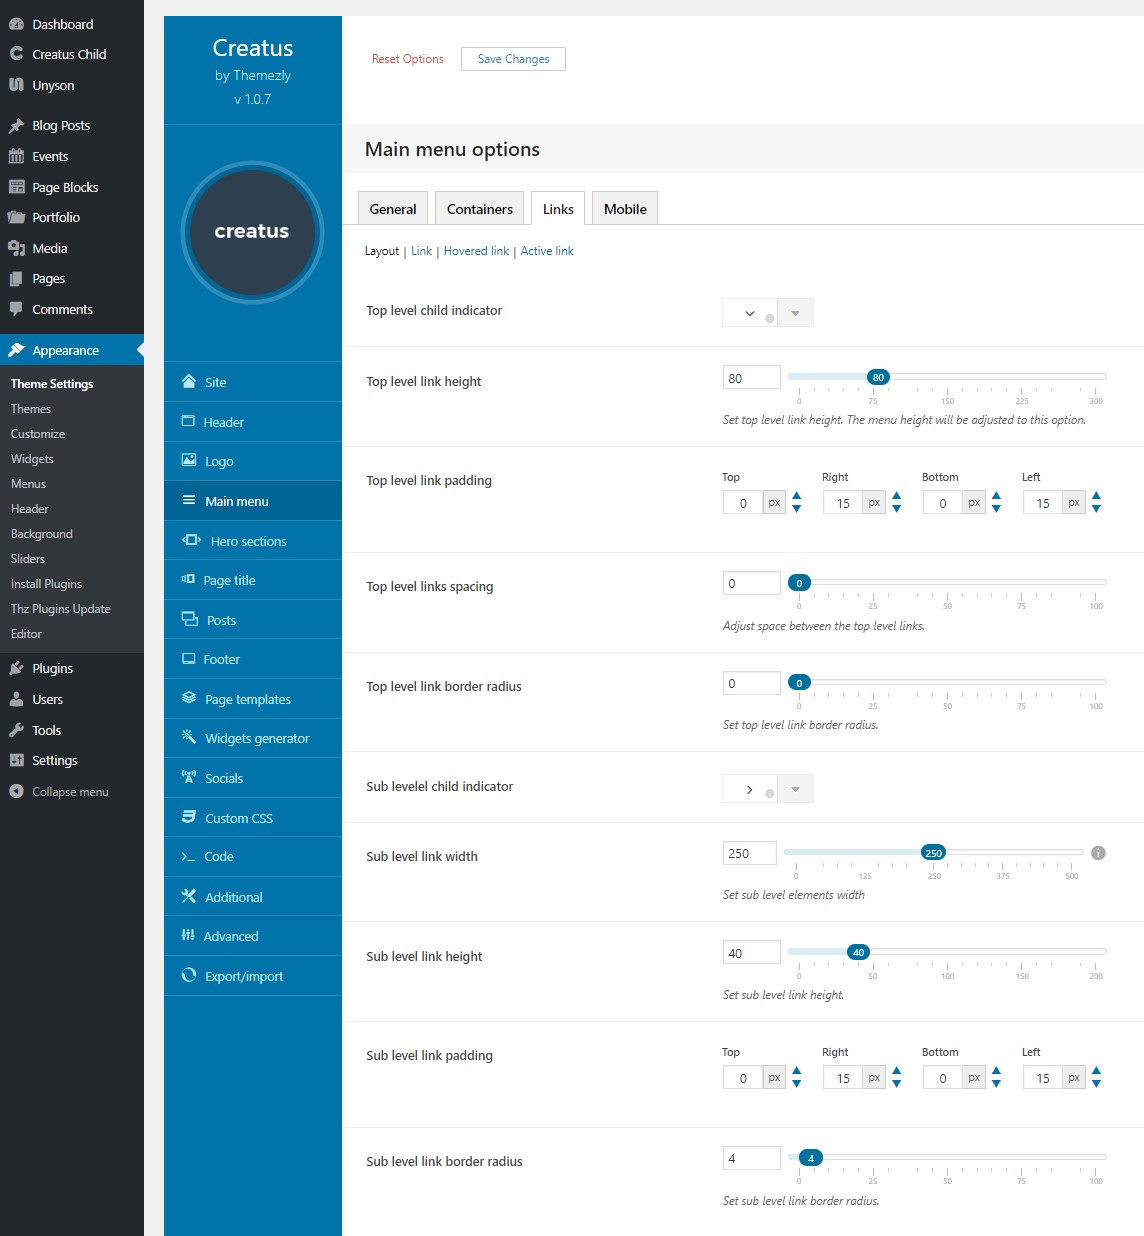 Dashboard
Creatus Child
Unyson
Blog Posts
Events
Page Blocks
Portfolio
Media
Pages
Comments
Appearance
Theme Settings
Themes
Customize
Widgets
Menus
Header
Background
Sliders
Install Plugins
Thz Plugins Update
Editor
Plugins
Users
Tools
Settings
Collapse menu
Creatus
by Themezly
v 1.0.7
creatus
Site
Header
Logo
Main menu
Hero sections
Page title
Posts
Footer
Page templates
Widgets generator
Socials
Custom CSS
Code
Additional
Advanced
Export/import
Reset Options Save Changes
Main menu options
General Containers Links Mobile
Layout | Link | Hovered link | Active link
Top level child indicator
Top level link height 80 80
0 75 150 225 300
Set top level link height. The menu height will be adjusted to this option.
Top level link padding
Top Right Bottom Left
0 px 15 px 0 px 15 px
Top level links spacing 0 0
0 25 50 75 100
Adjust space between the top level links.
Top level link border radius 0 0
0 25 50 75 100
Set top level link border radius.
Sub levelel child indicator
Sub level link width 250 250
0 125 250 375 500
Set sub level elements width
Sub level link height 40 40
0 50 100 150 200
Set sub level link height.
Sub level link padding
Top Right Bottom Left
0 px 15 px 0 px 15 px
Sub level link border radius 4 4
0 25 50 75 100
Set sub level link border radius.